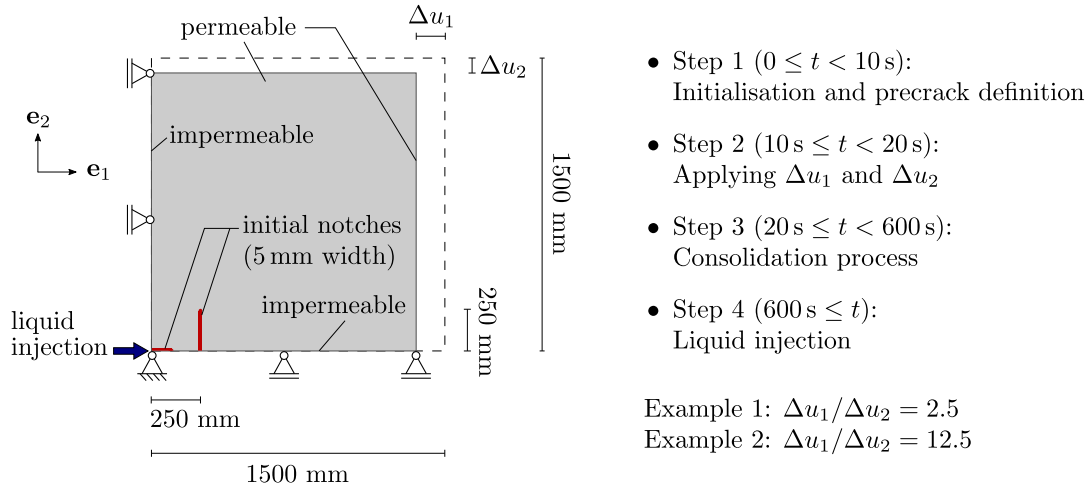 Δu₁
permeable
Δu₂
impermeable
e₂
e₁
1500 mm
initial notches
(5 mm width)
impermeable
250 mm
liquid
injection
250 mm
1500 mm
• Step 1 (0 ≤ t < 10 s):
Initialisation and precrack definition
• Step 2 (10 s ≤ t < 20 s):
Applying Δu₁ and Δu₂
• Step 3 (20 s ≤ t < 600 s):
Consolidation process
• Step 4 (600 s ≤ t):
Liquid injection
Example 1: Δu₁/Δu₂ = 2.5
Example 2: Δu₁/Δu₂ = 12.5